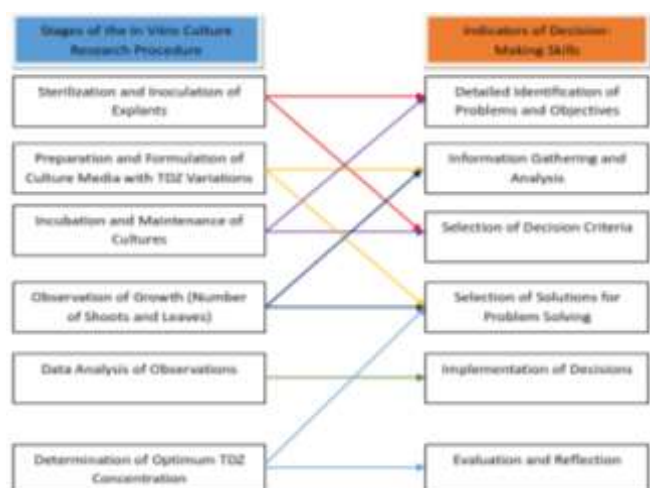 Stages of the In Vitro Culture
Research Procedure
Indicators of Decision-
Making Skills
Sterilization and Inoculation of
Explants
Detailed Identification of
Problems and Objectives
Preparation and Formulation of
Culture Media with TDZ Variations
Information Gathering and
Analysis
Incubation and Maintenance of
Cultures
Selection of Decision Criteria
Observation of Growth (Number
of Shoots and Leaves)
Selection of Solutions for
Problem Solving
Data Analysis of Observations
Implementation of Decisions
Determination of Optimum TDZ
Concentration
Evaluation and Reflection